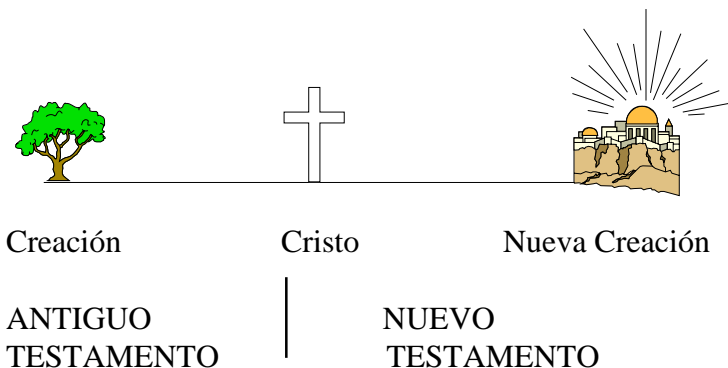 Creación Cristo Nueva Creación
ANTIGUO NUEVO
TESTAMENTO TESTAMENTO